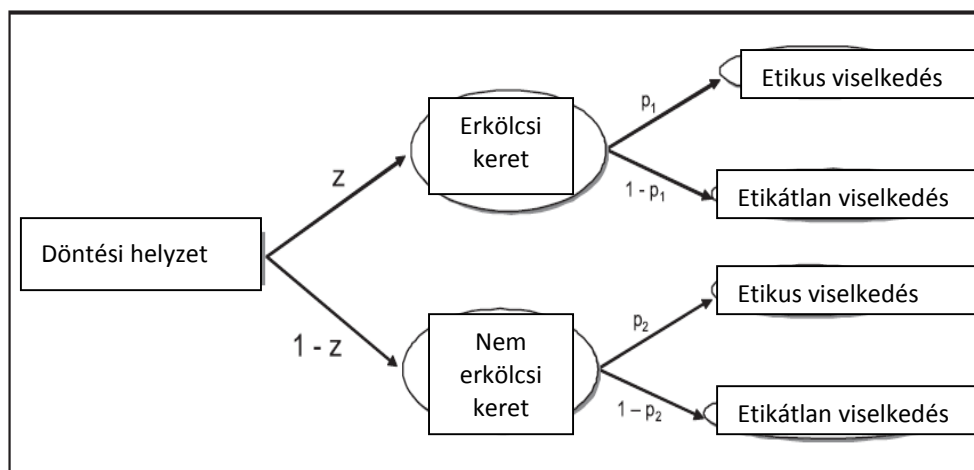 Etikus viselkedés
p₁
Erkölcsi
keret
z
1 - p₁
Etikátlan viselkedés
Döntési helyzet
Etikus viselkedés
p₂
1 - z
Nem
erkölcsi
keret
1 – p₂
Etikátlan viselkedés